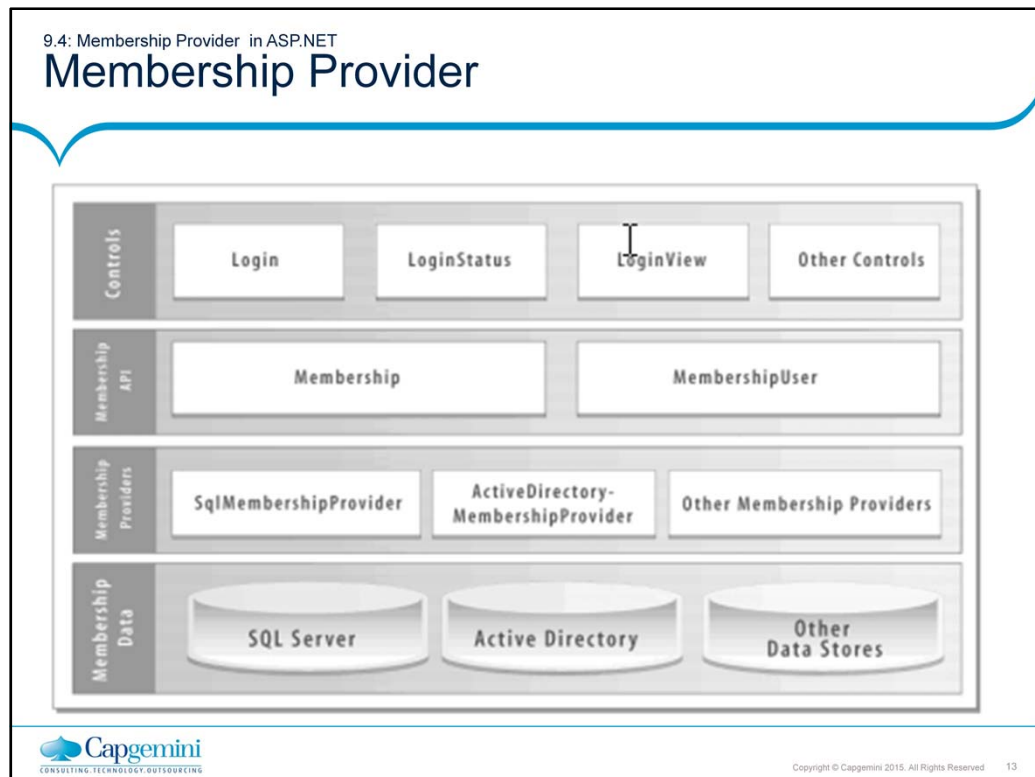 9.4: Membership Provider in ASP.NET
Membership Provider
Controls
Login
LoginStatus
LoginView
Other Controls
Membership
API
Membership
MembershipUser
Membership
Providers
SqlMembershipProvider
ActiveDirectory-
MembershipProvider
Other Membership Providers
Membership
Data
SQL Server
Active Directory
Other
Data Stores
Capgemini
CONSULTING.TECHNOLOGY.OUTSOURCING
Copyright © Capgemini 2015. All Rights Reserved 13